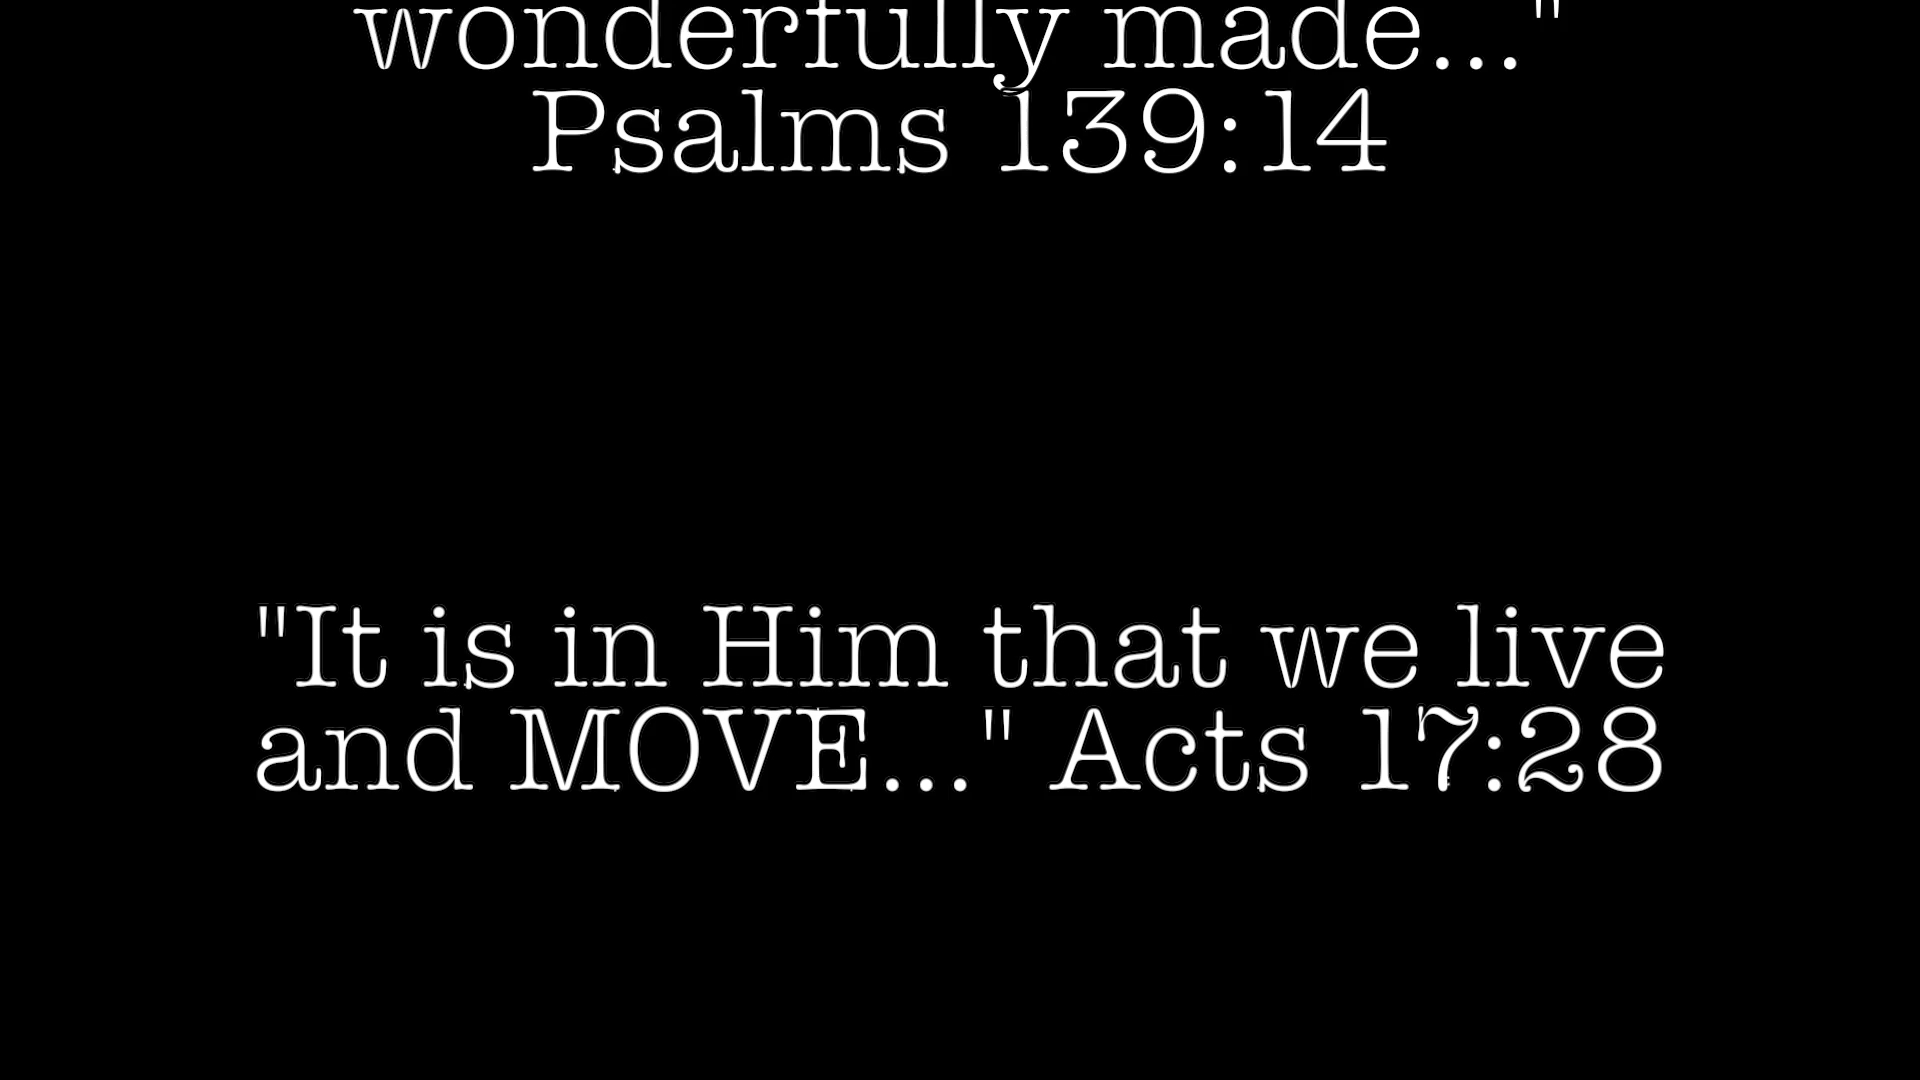 wonderfully made..."
Psalms 139:14
"It is in Him that we live
and MOVE..." Acts 17:28